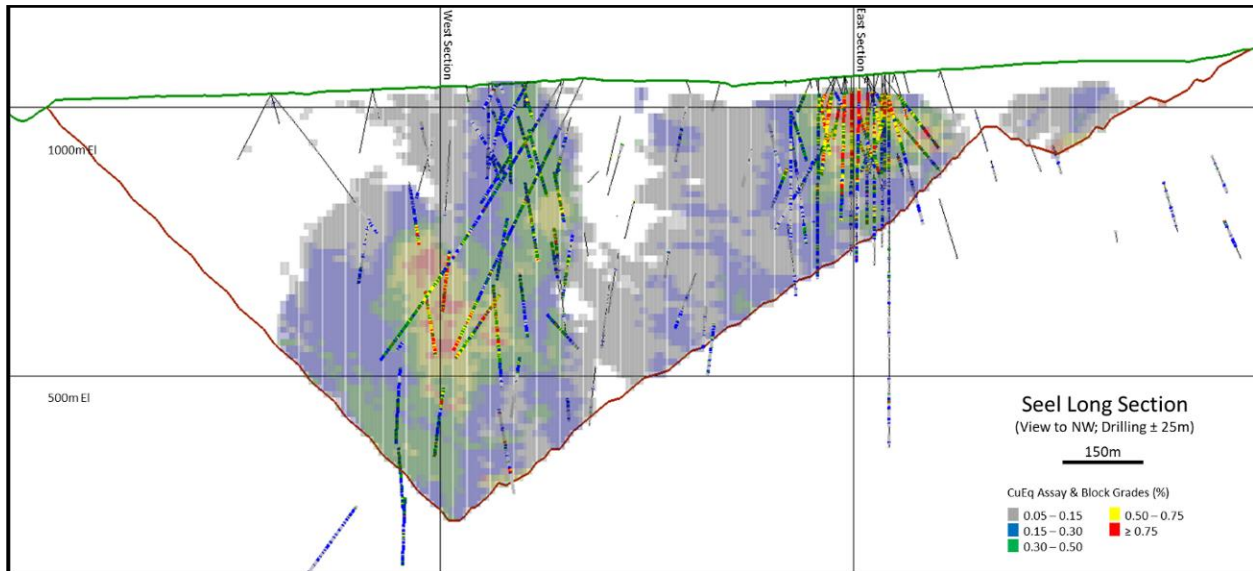 West Section
East Section
1000m El
500m El
Seel Long Section
(View to NW; Drilling ± 25m)
150m
CuEq Assay & Block Grades (%)
0.05 – 0.15
0.50 – 0.75
0.15 – 0.30
≥ 0.75
0.30 – 0.50